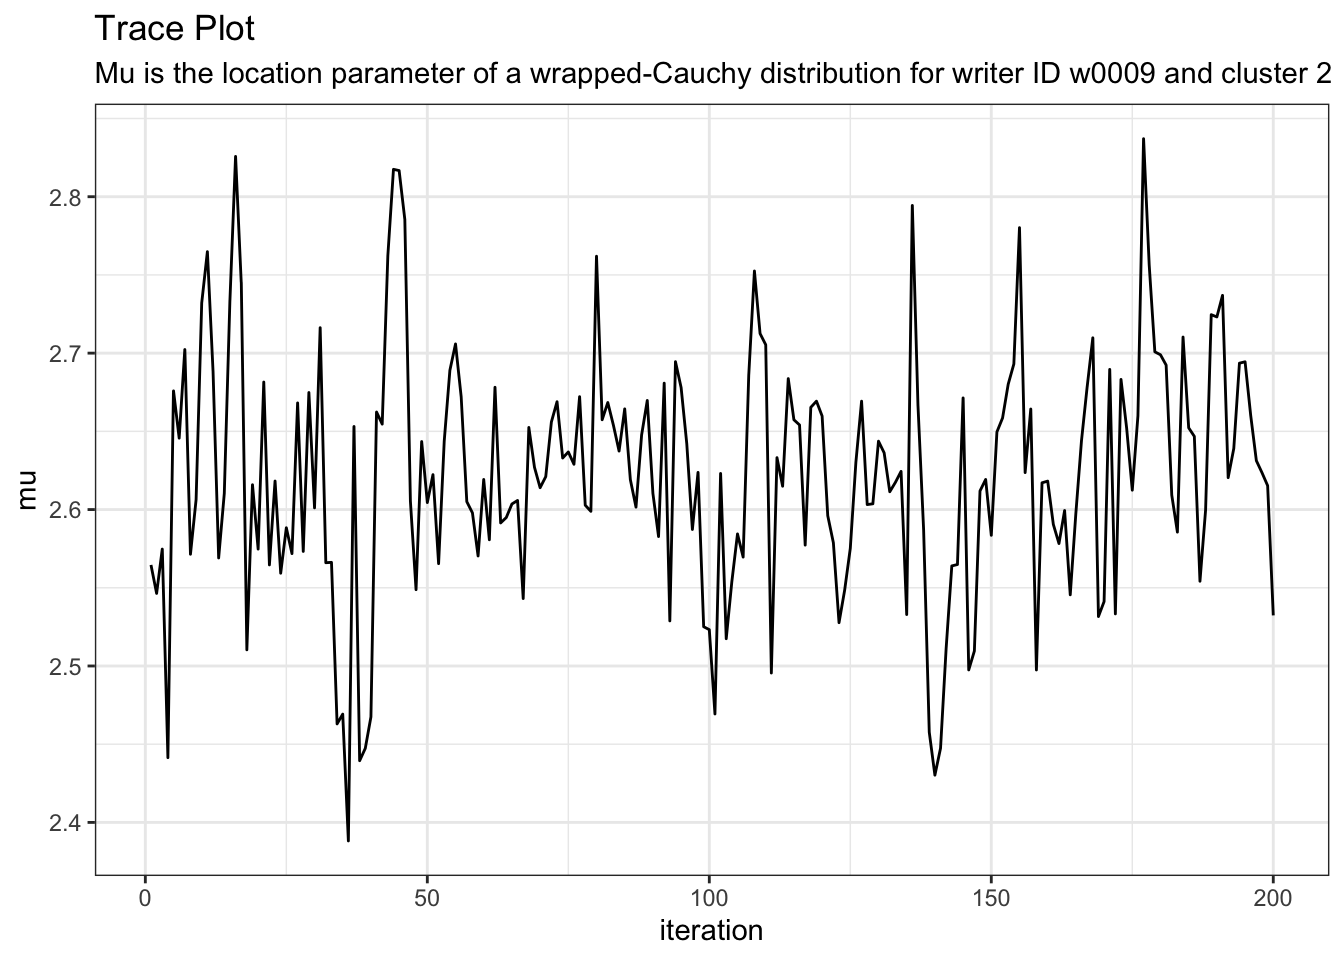 Trace Plot
Mu is the location parameter of a wrapped-Cauchy distribution for writer ID w0009 and cluster 2
2.8
2.7
2.6
2.5
2.4
mu
0 50 100 150 200
iteration